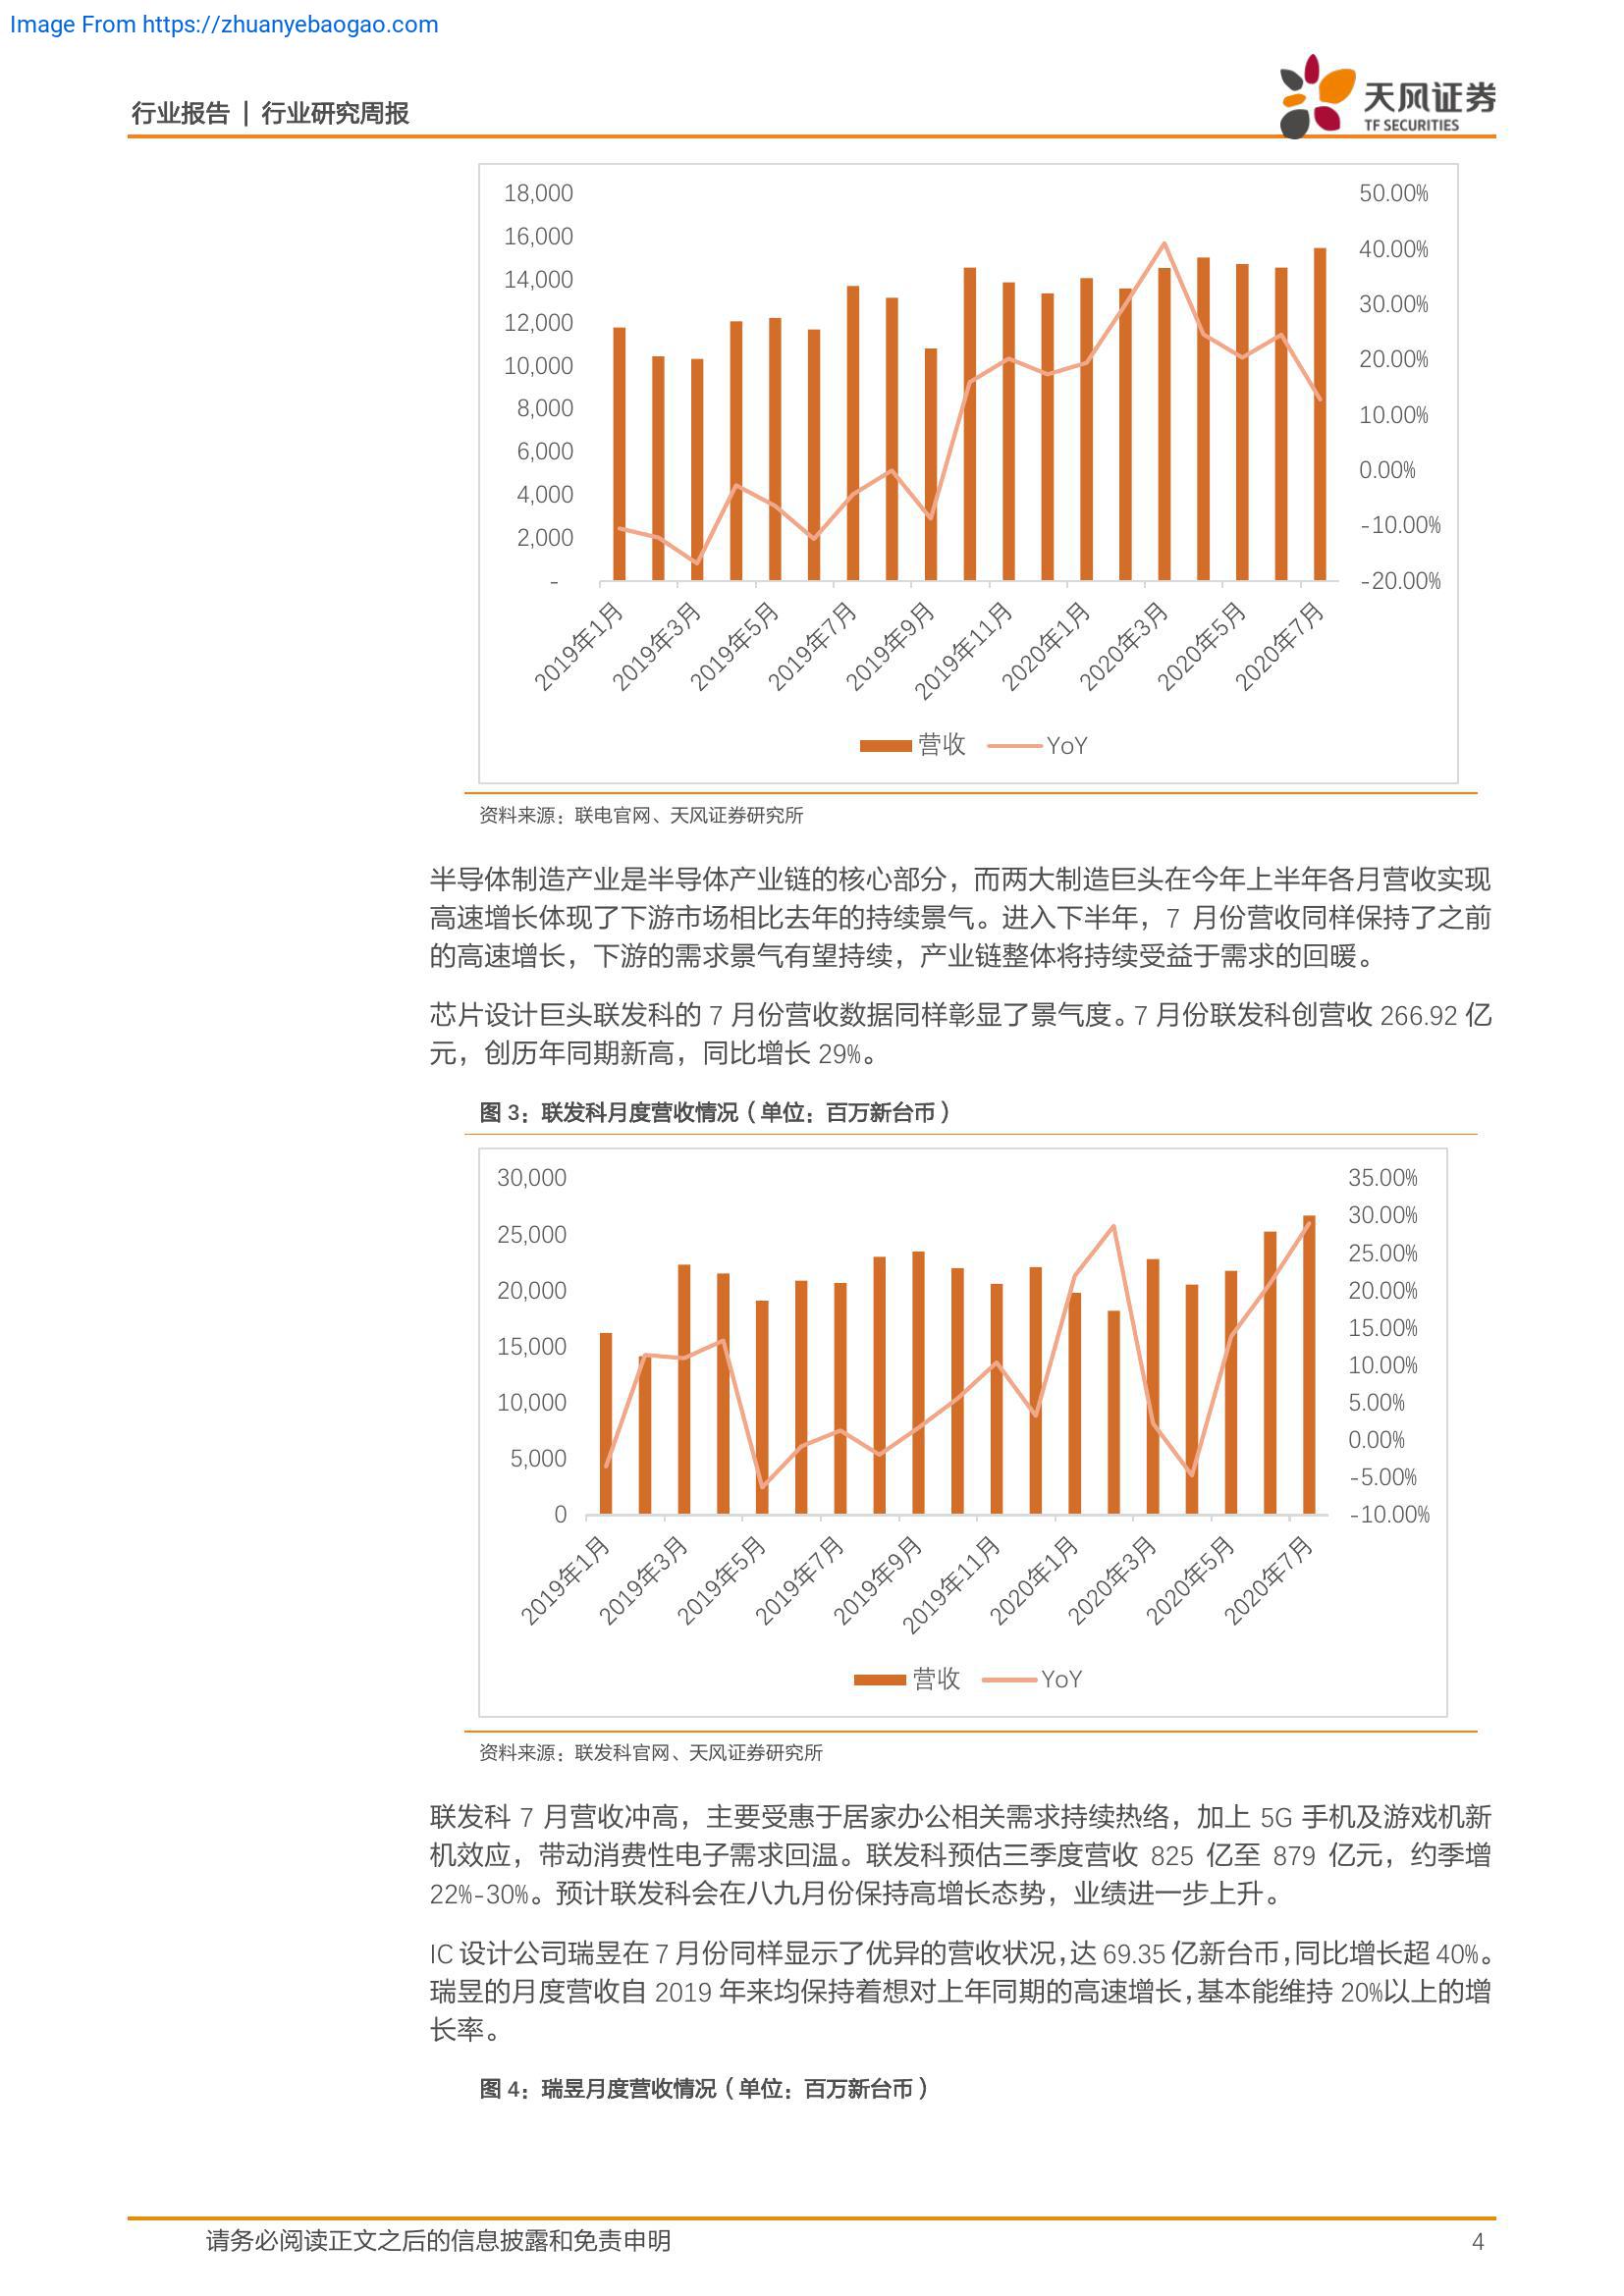 Image From https://zhuanyebaogao.com
行业报告 | 行业研究周报
天风证券
TF SECURITIES
18,000
16,000
14,000
12,000
10,000
8,000
6,000
4,000
2,000
-
50.00%
40.00%
30.00%
20.00%
10.00%
0.00%
-10.00%
-20.00%
2019年1月
2019年3月
2019年5月
2019年7月
2019年9月
2019年11月
2020年1月
2020年3月
2020年5月
2020年7月
营收 YoY
资料来源：联电官网、天风证券研究所
半导体制造产业是半导体产业链的核心部分，而两大制造巨头在今年上半年各月营收实现
高速增长体现了下游市场相比去年的持续景气。进入下半年，7 月份营收同样保持了之前
的高速增长，下游的需求景气有望持续，产业链整体将持续受益于需求的回暖。
芯片设计巨头联发科的 7 月份营收数据同样彰显了景气度。7 月份联发科创营收 266.92 亿
元，创历年同期新高，同比增长 29%。
图 3：联发科月度营收情况（单位：百万新台币）
30,000
25,000
20,000
15,000
10,000
5,000
0
35.00%
30.00%
25.00%
20.00%
15.00%
10.00%
5.00%
0.00%
-5.00%
-10.00%
2019年1月
2019年3月
2019年5月
2019年7月
2019年9月
2019年11月
2020年1月
2020年3月
2020年5月
2020年7月
营收 YoY
资料来源：联发科官网、天风证券研究所
联发科 7 月营收冲高，主要受惠于居家办公相关需求持续热络，加上 5G 手机及游戏机新
机效应，带动消费性电子需求回温。联发科预估三季度营收 825 亿至 879 亿元，约季增
22%-30%。预计联发科会在八九月份保持高增长态势，业绩进一步上升。
IC 设计公司瑞昱在 7 月份同样显示了优异的营收状况，达 69.35 亿新台币，同比增长超 40%。
瑞昱的月度营收自 2019 年来均保持着想对上年同期的高速增长，基本能维持 20%以上的增
长率。
图 4：瑞昱月度营收情况（单位：百万新台币）
请务必阅读正文之后的信息披露和免责申明 4